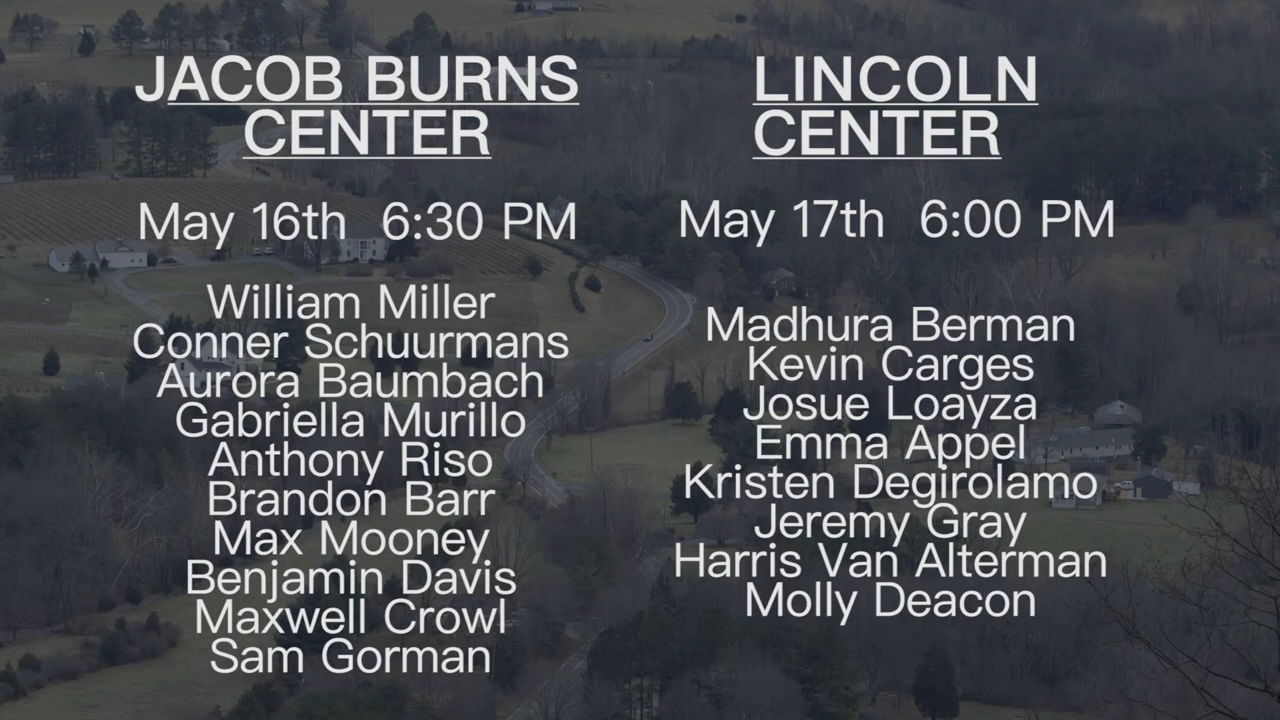 JACOB BURNS
CENTER
May 16th 6:30 PM
William Miller
Conner Schuurmans
Aurora Baumbach
Gabriella Murillo
Anthony Riso
Brandon Barr
Max Mooney
Benjamin Davis
Maxwell Crowl
Sam Gorman
LINCOLN
CENTER
May 17th 6:00 PM
Madhura Berman
Kevin Carges
Josue Loayza
Emma Appel
Kristen Degirolamo
Jeremy Gray
Harris Van Alterman
Molly Deacon